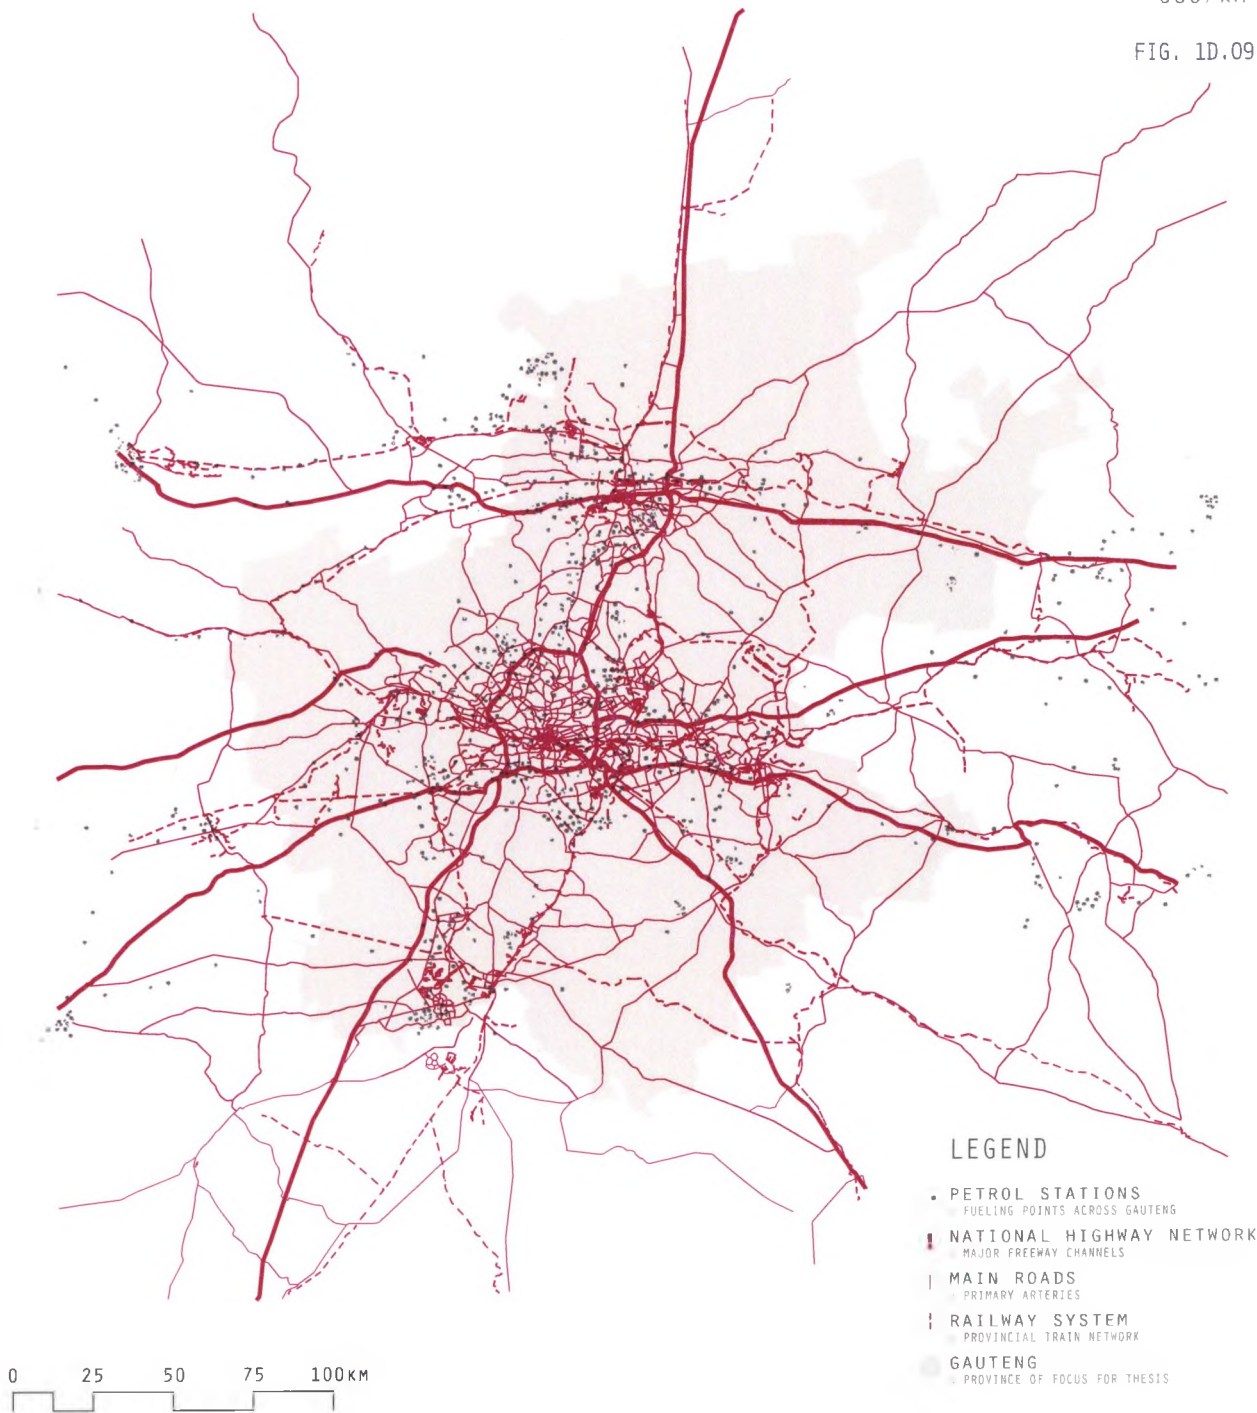 FIG. 1D.09
LEGEND
PETROL STATIONS
FUELING POINTS ACROSS GAUTENG
NATIONAL HIGHWAY NETWORK
MAJOR FREEWAY CHANNELS
MAIN ROADS
PRIMARY ARTERIES
RAILWAY SYSTEM
PROVINCIAL TRAIN NETWORK
GAUTENG
PROVINCE OF FOCUS FOR THESIS
0 25 50 75 100KM